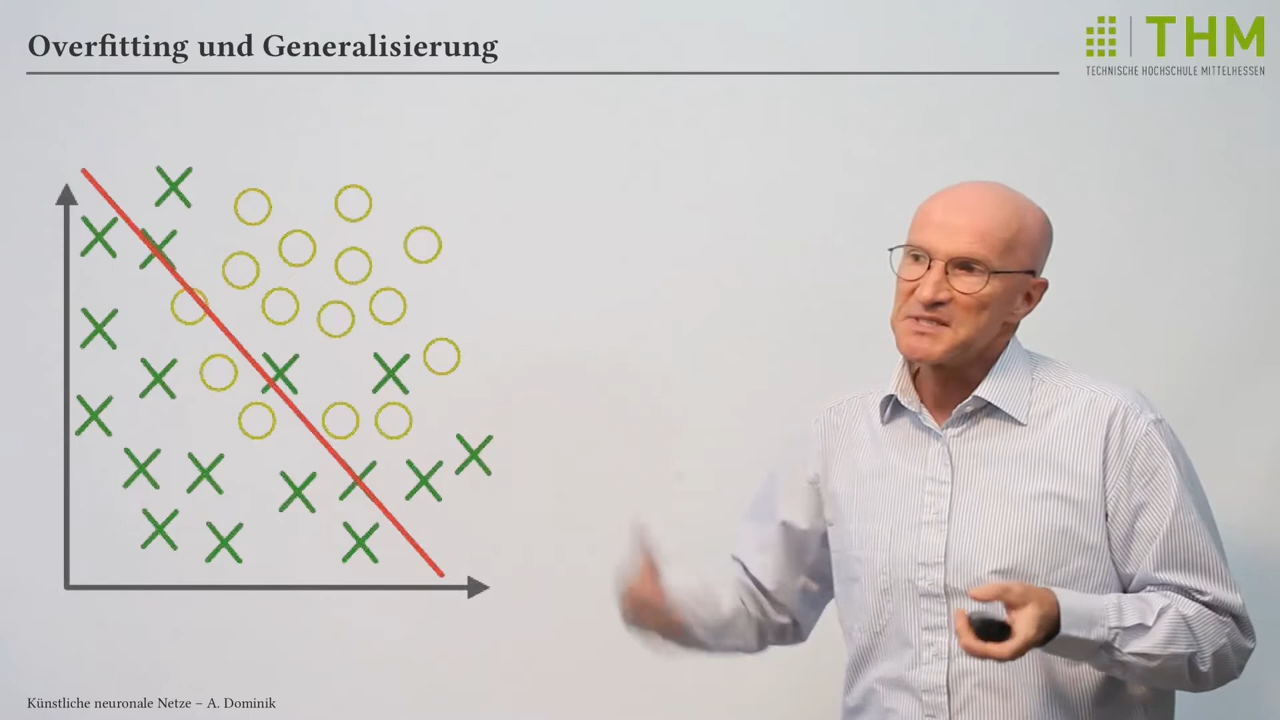 Overfitting und Generalisierung
THM
TECHNISCHE HOCHSCHULE MITTELHESSEN
Künstliche neuronale Netze – A. Dominik